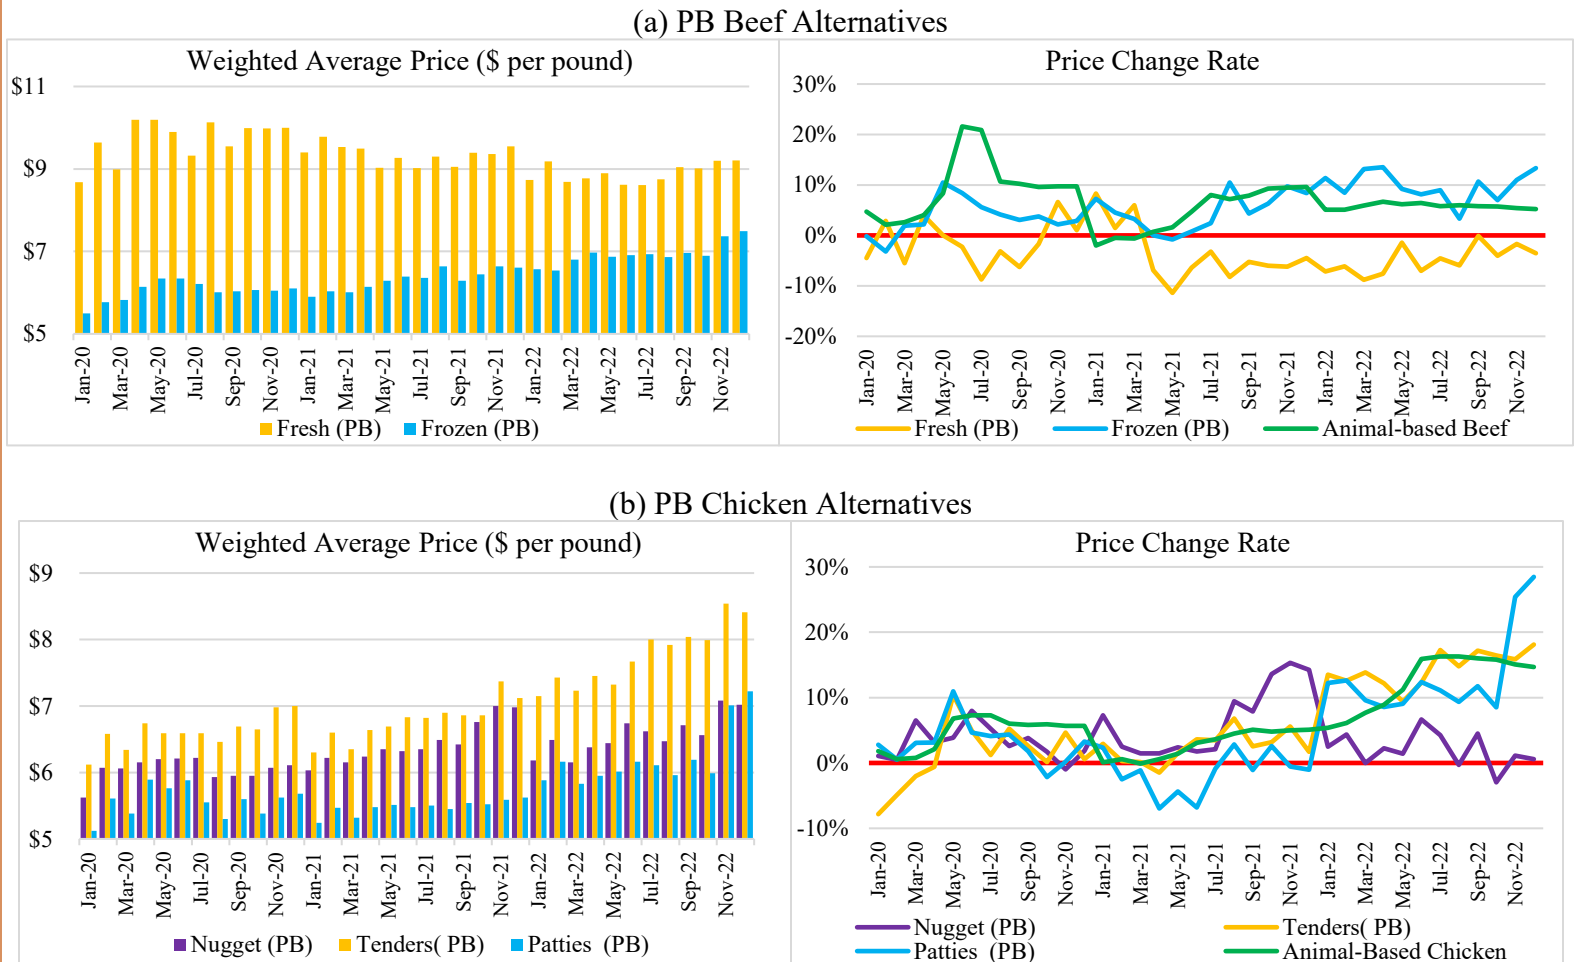 (a) PB Beef Alternatives
Weighted Average Price ($ per pound)
$11
$9
$7
$5
Jan-20
Mar-20
May-20
Jul-20
Sep-20
Nov-20
Jan-21
Mar-21
May-21
Jul-21
Sep-21
Nov-21
Jan-22
Mar-22
May-22
Jul-22
Sep-22
Nov-22
Fresh (PB) Frozen (PB)
Price Change Rate
30%
20%
10%
0%
-10%
-20%
Jan-20
Mar-20
May-20
Jul-20
Sep-20
Nov-20
Jan-21
Mar-21
May-21
Jul-21
Sep-21
Nov-21
Jan-22
Mar-22
May-22
Jul-22
Sep-22
Nov-22
Fresh (PB) Frozen (PB) Animal-based Beef
(b) PB Chicken Alternatives
Weighted Average Price ($ per pound)
$9
$8
$7
$6
$5
Jan-20
Mar-20
May-20
Jul-20
Sep-20
Nov-20
Jan-21
Mar-21
May-21
Jul-21
Sep-21
Nov-21
Jan-22
Mar-22
May-22
Jul-22
Sep-22
Nov-22
Nugget (PB) Tenders( PB) Patties (PB)
Price Change Rate
30%
20%
10%
0%
-10%
Jan-20
Mar-20
May-20
Jul-20
Sep-20
Nov-20
Jan-21
Mar-21
May-21
Jul-21
Sep-21
Nov-21
Jan-22
Mar-22
May-22
Jul-22
Sep-22
Nov-22
Nugget (PB) Tenders( PB)
Patties (PB) Animal-Based Chicken